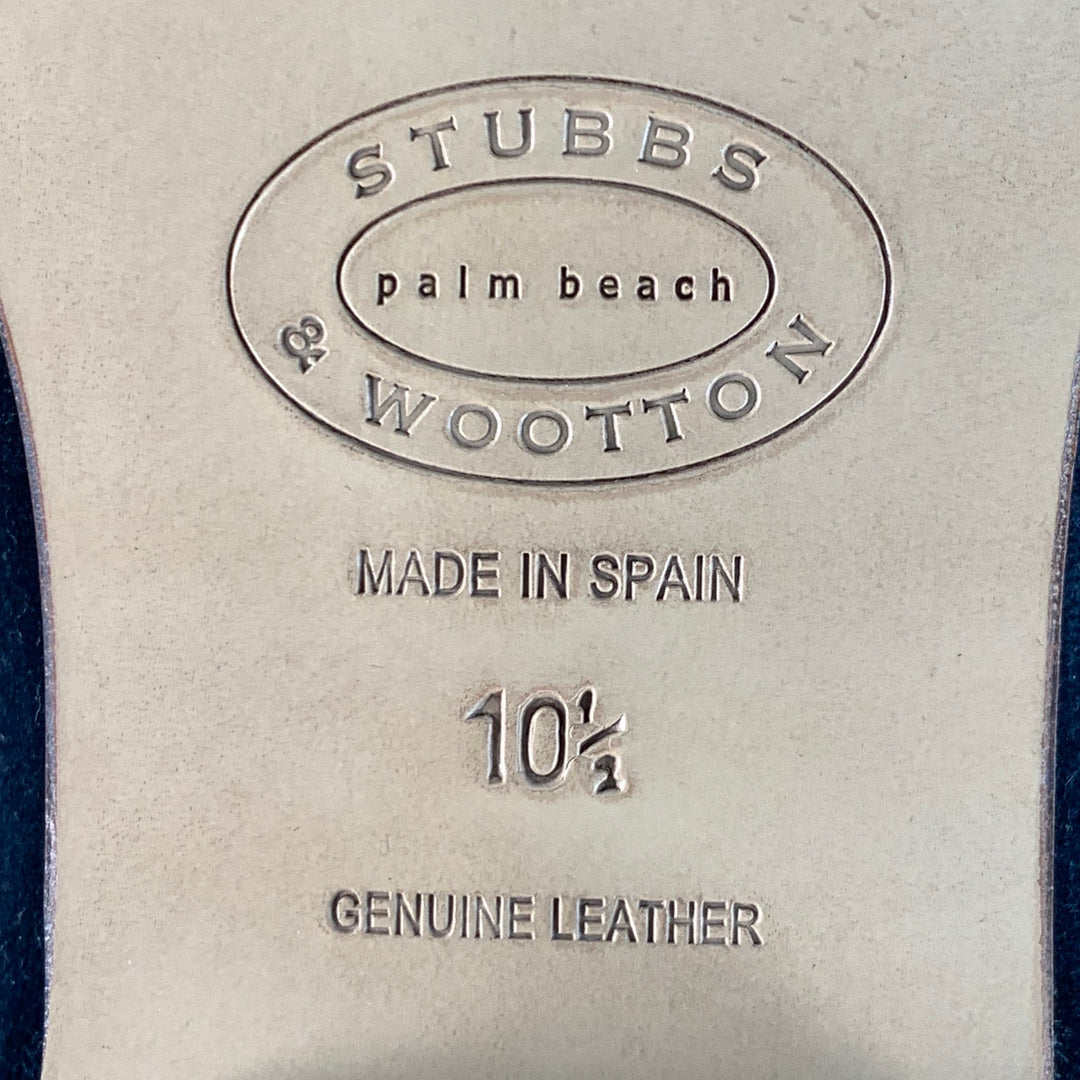 STUBBS
palm beach
& WOOTTON
MADE IN SPAIN
10½
GENUINE LEATHER